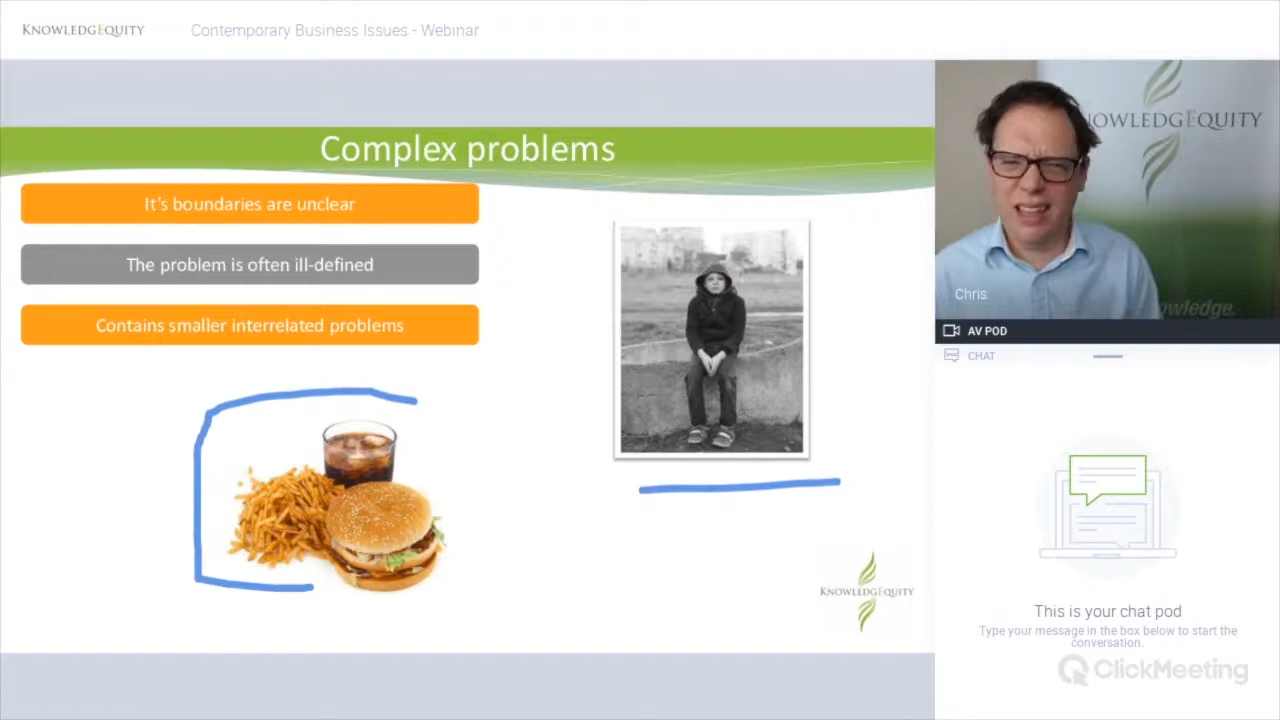 KNOWLEDGEQUITY
Contemporary Business Issues - Webinar
Complex problems
It's boundaries are unclear
The problem is often ill-defined
Contains smaller interrelated problems
KNOWLEDGEQUITY
NOWLEDGEQUITY
Chris
wledge.
AV POD
CHAT
This is your chat pod
Type your message in the box below to start the
conversation.
ClickMeeting